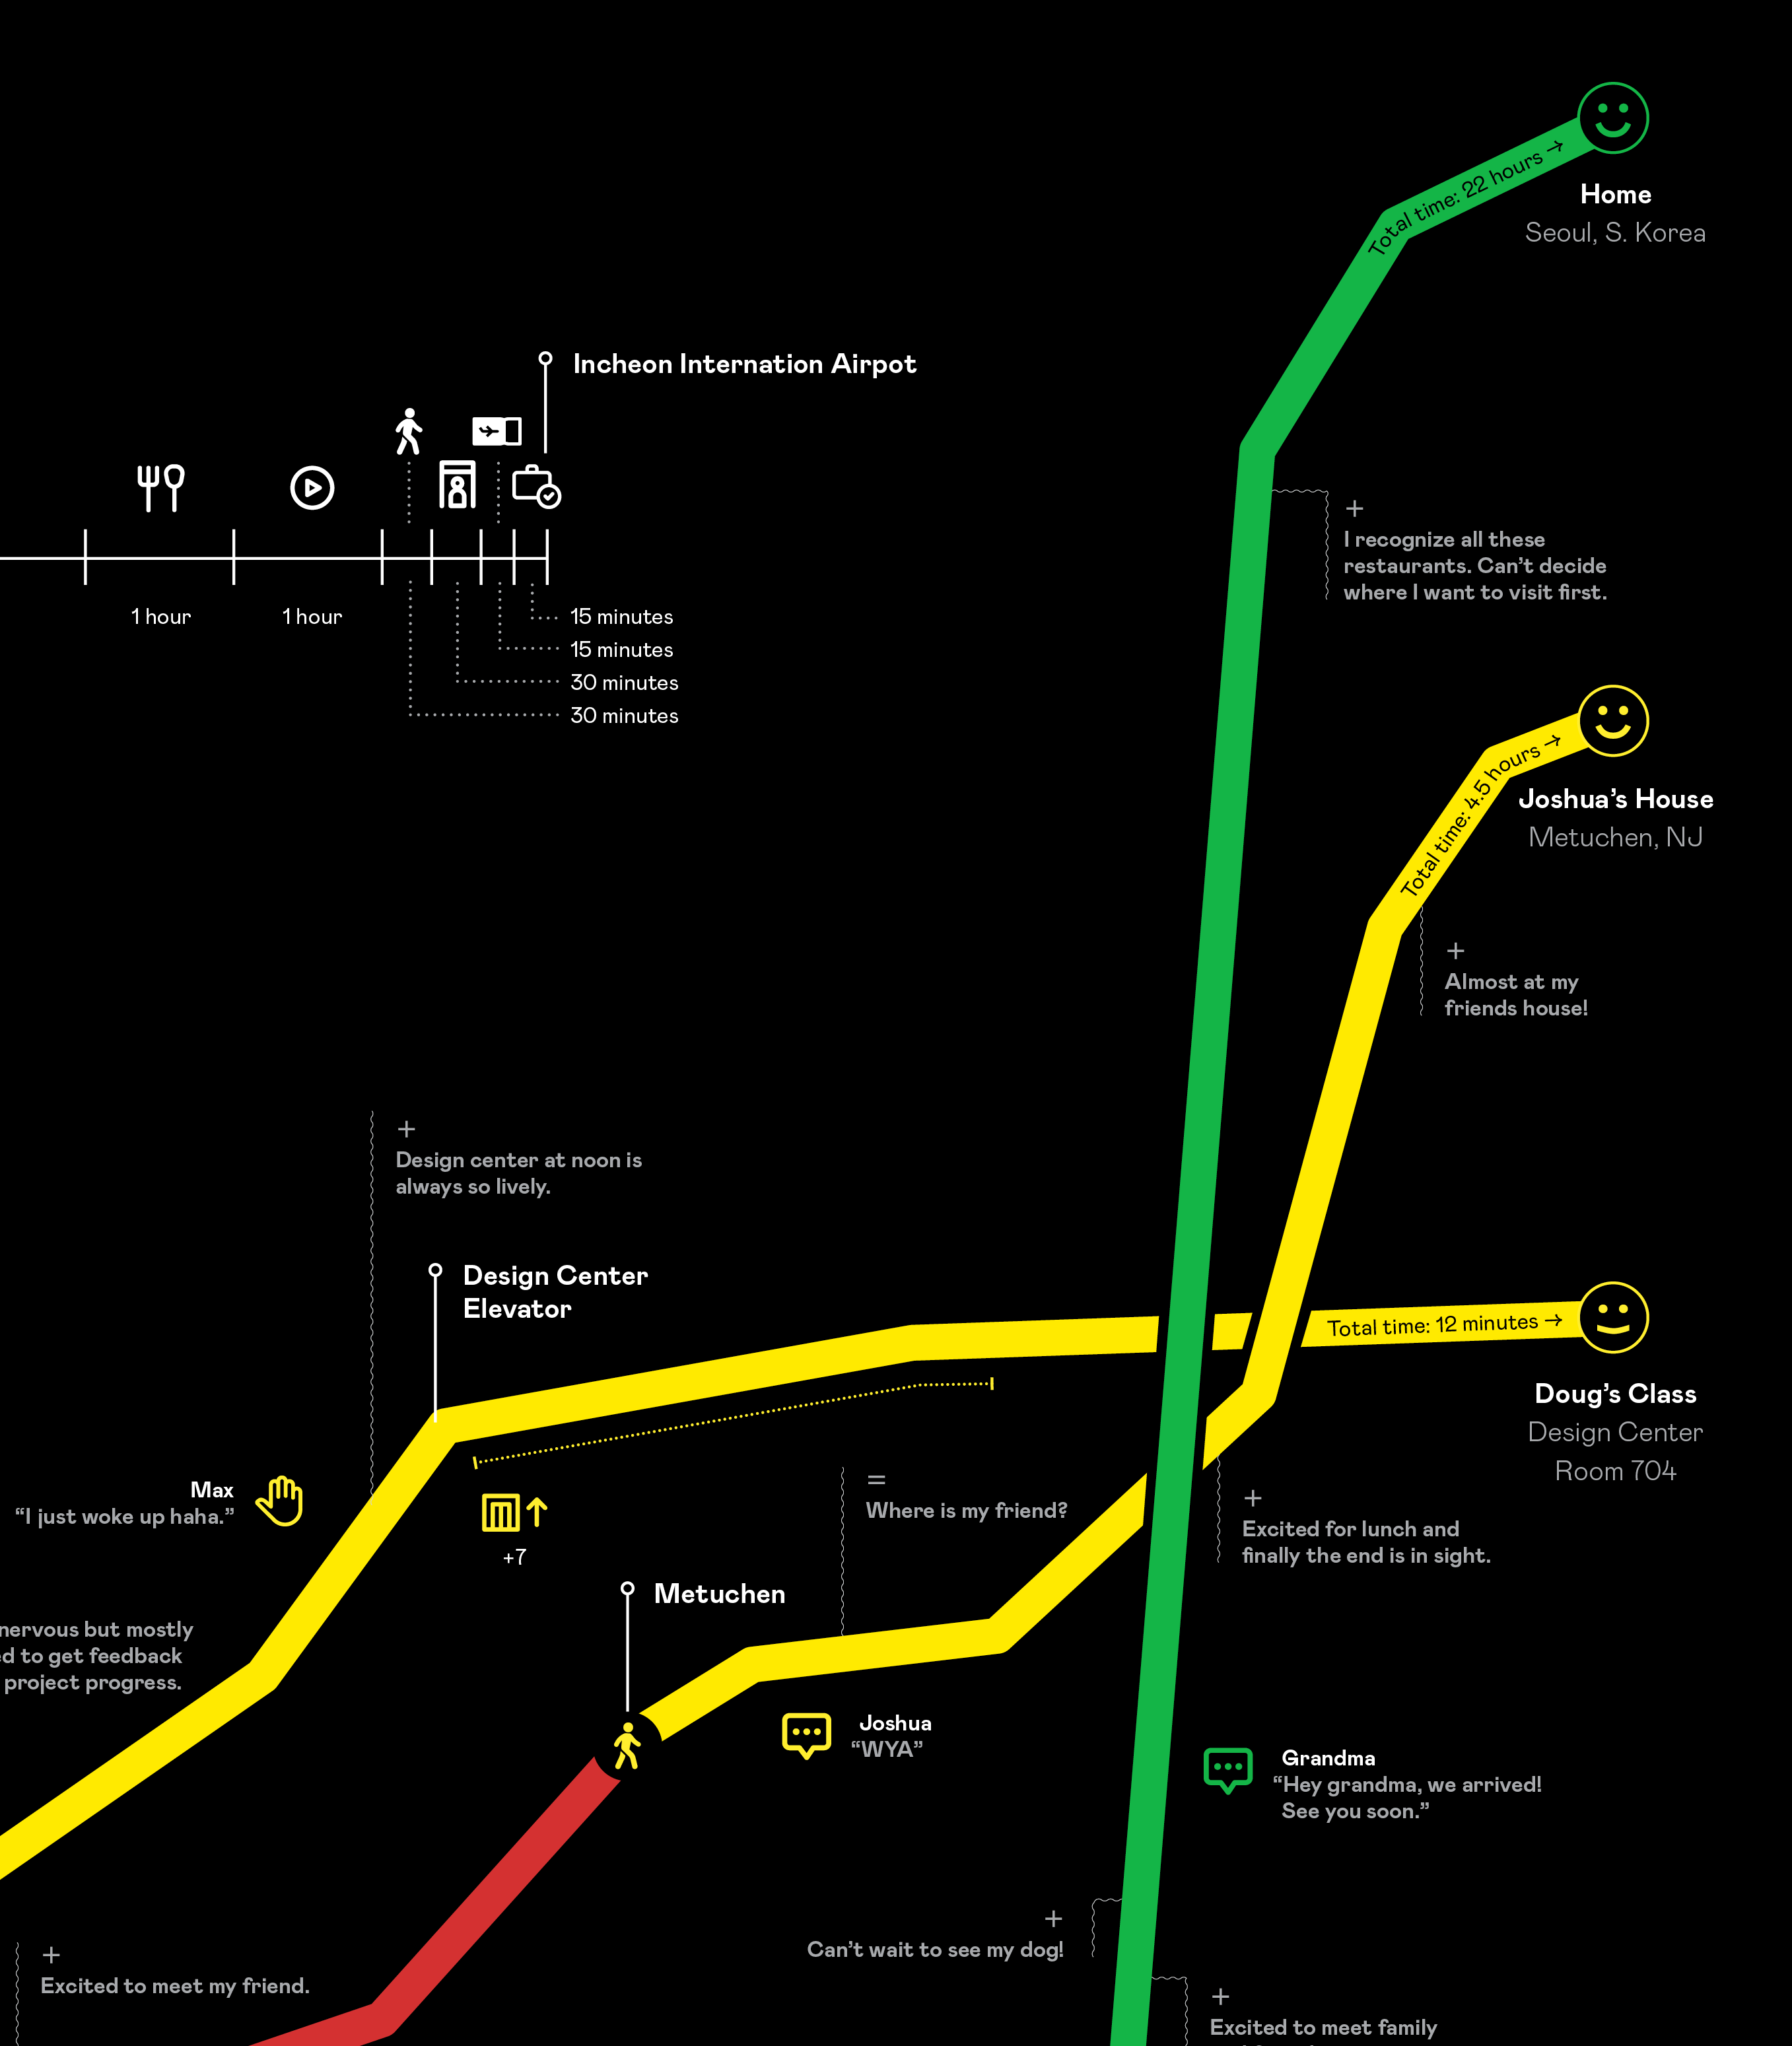 Total time: 22 hours →
Home
Seoul, S. Korea
Incheon Internation Airpot
1 hour
1 hour
15 minutes
15 minutes
30 minutes
30 minutes
+
I recognize all these
restaurants. Can’t decide
where I want to visit first.
Total time: 4.5 hours →
Joshua’s House
Metuchen, NJ
+
Almost at my
friends house!
+
Design center at noon is
always so lively.
Design Center
Elevator
Total time: 12 minutes →
Doug’s Class
Design Center
Room 704
Max
“I just woke up haha.”
+7
=
Where is my friend?
+
Excited for lunch and
finally the end is in sight.
Metuchen
nervous but mostly
d to get feedback
project progress.
Joshua
“WYA”
Grandma
“Hey grandma, we arrived!
See you soon.”
+
Can’t wait to see my dog!
+
Excited to meet my friend.
+
Excited to meet family